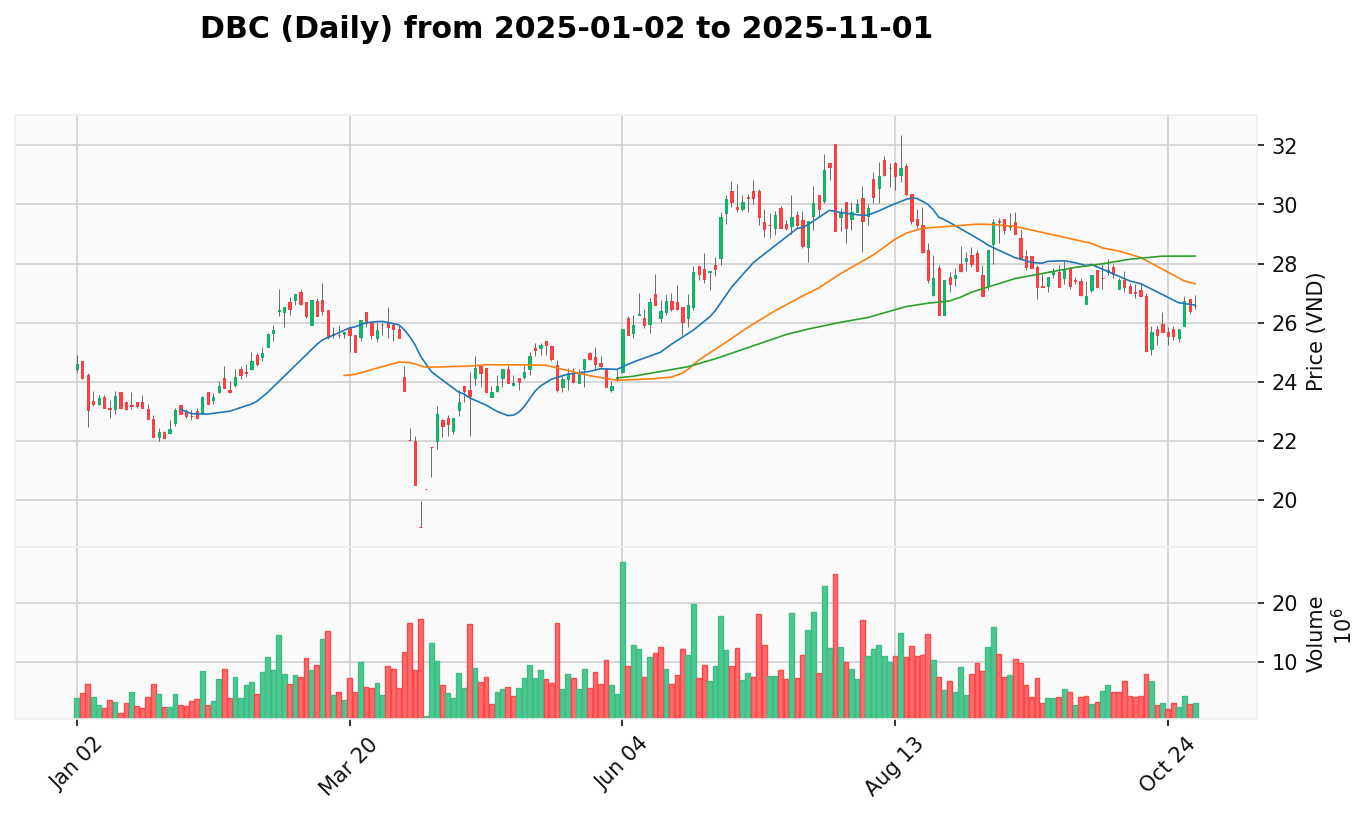 DBC (Daily) from 2025-01-02 to 2025-11-01
32
30
28
26
24
22
20
Price (VND)
20
10
Volume
10⁶
Jan 02
Mar 20
Jun 04
Aug 13
Oct 24